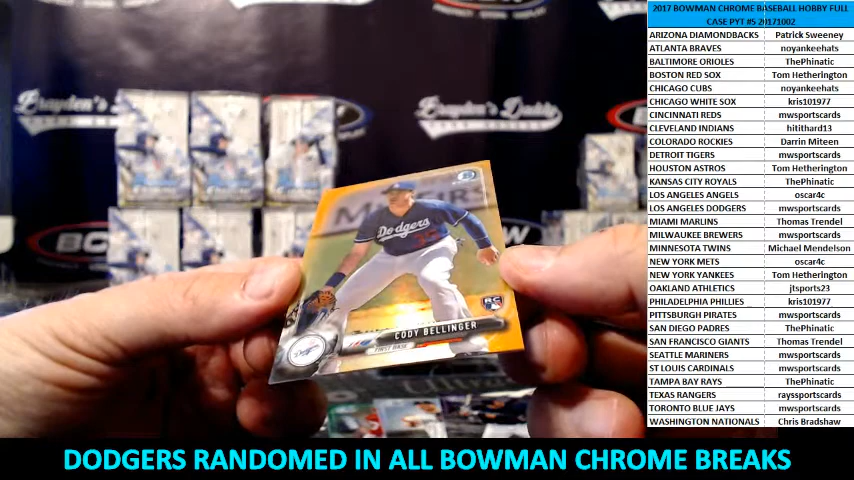 2017 BOWMAN CHROME BASEBALL HOBBY FULL
CASE PYT #5 20171002
ARIZONA DIAMONDBACKS Patrick Sweeney
ATLANTA BRAVES noyankeehats
BALTIMORE ORIOLES ThePhinatic
BOSTON RED SOX Tom Hetherington
CHICAGO CUBS noyankeehats
CHICAGO WHITE SOX kris101977
CINCINNATI REDS mwsportscards
CLEVELAND INDIANS hitithard13
COLORADO ROCKIES Darrin Miteen
DETROIT TIGERS mwsportscards
HOUSTON ASTROS Tom Hetherington
KANSAS CITY ROYALS ThePhinatic
LOS ANGELES ANGELS oscar4c
LOS ANGELES DODGERS mwsportscards
MIAMI MARLINS Thomas Trendel
MILWAUKEE BREWERS mwsportscards
MINNESOTA TWINS Michael Mendelson
NEW YORK METS oscar4c
NEW YORK YANKEES Tom Hetherington
OAKLAND ATHLETICS jtsports23
PHILADELPHIA PHILLIES kris101977
PITTSBURGH PIRATES mwsportscards
SAN DIEGO PADRES ThePhinatic
SAN FRANCISCO GIANTS Thomas Trendel
SEATTLE MARINERS mwsportscards
ST LOUIS CARDINALS mwsportscards
TAMPA BAY RAYS ThePhinatic
TEXAS RANGERS rayssportscards
TORONTO BLUE JAYS mwsportscards
WASHINGTON NATIONALS Chris Bradshaw
Brayden's Daddy
Dodgers
RC
CODY BELLINGER
FIRST BASE
DODGERS RANDOMED IN ALL BOWMAN CHROME BREAKS